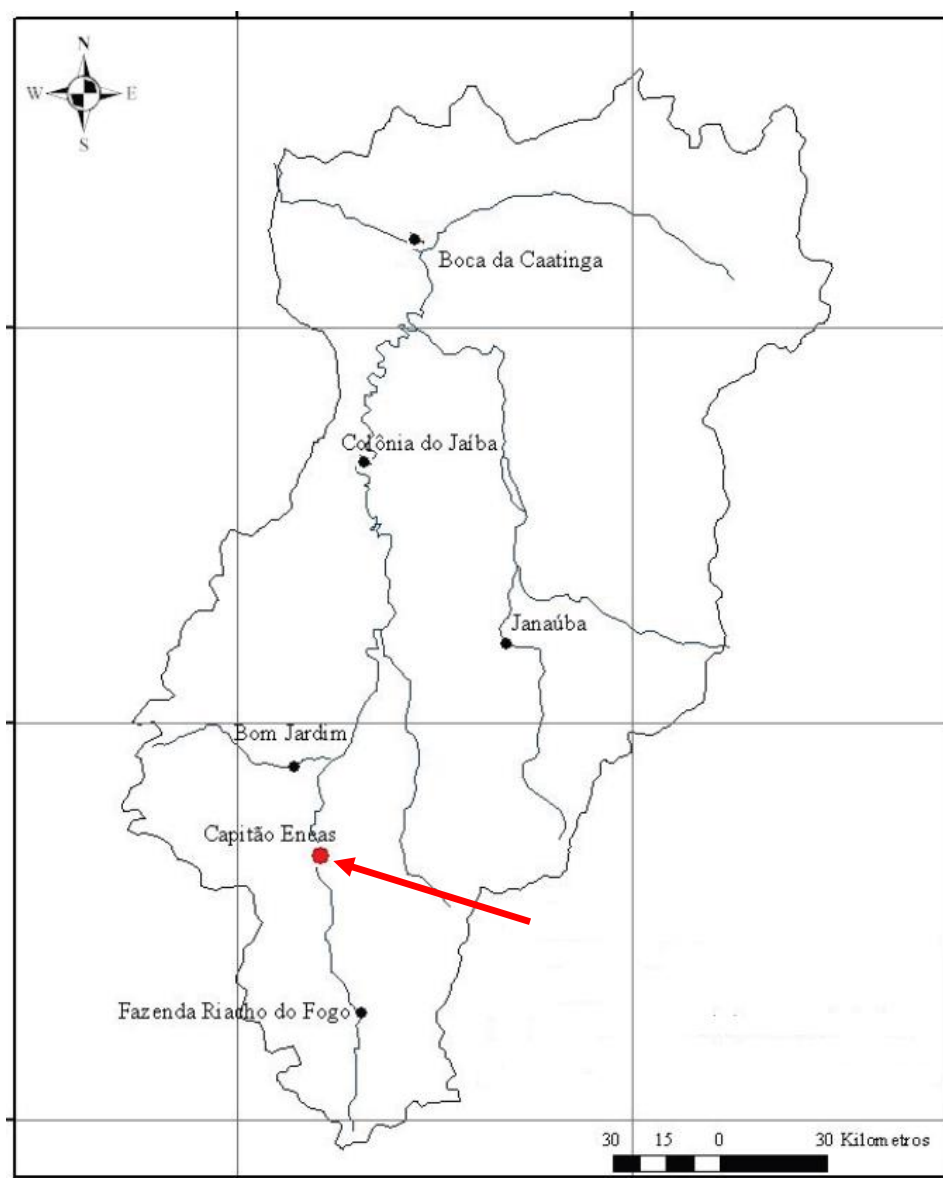 N
W E
S
Boca da Caatinga
Colônia do Jaíba
Janaúba
Bom Jardim
Capitão Eneas
Fazenda Riacho do Fogo
30 15 0 30 Kilometros